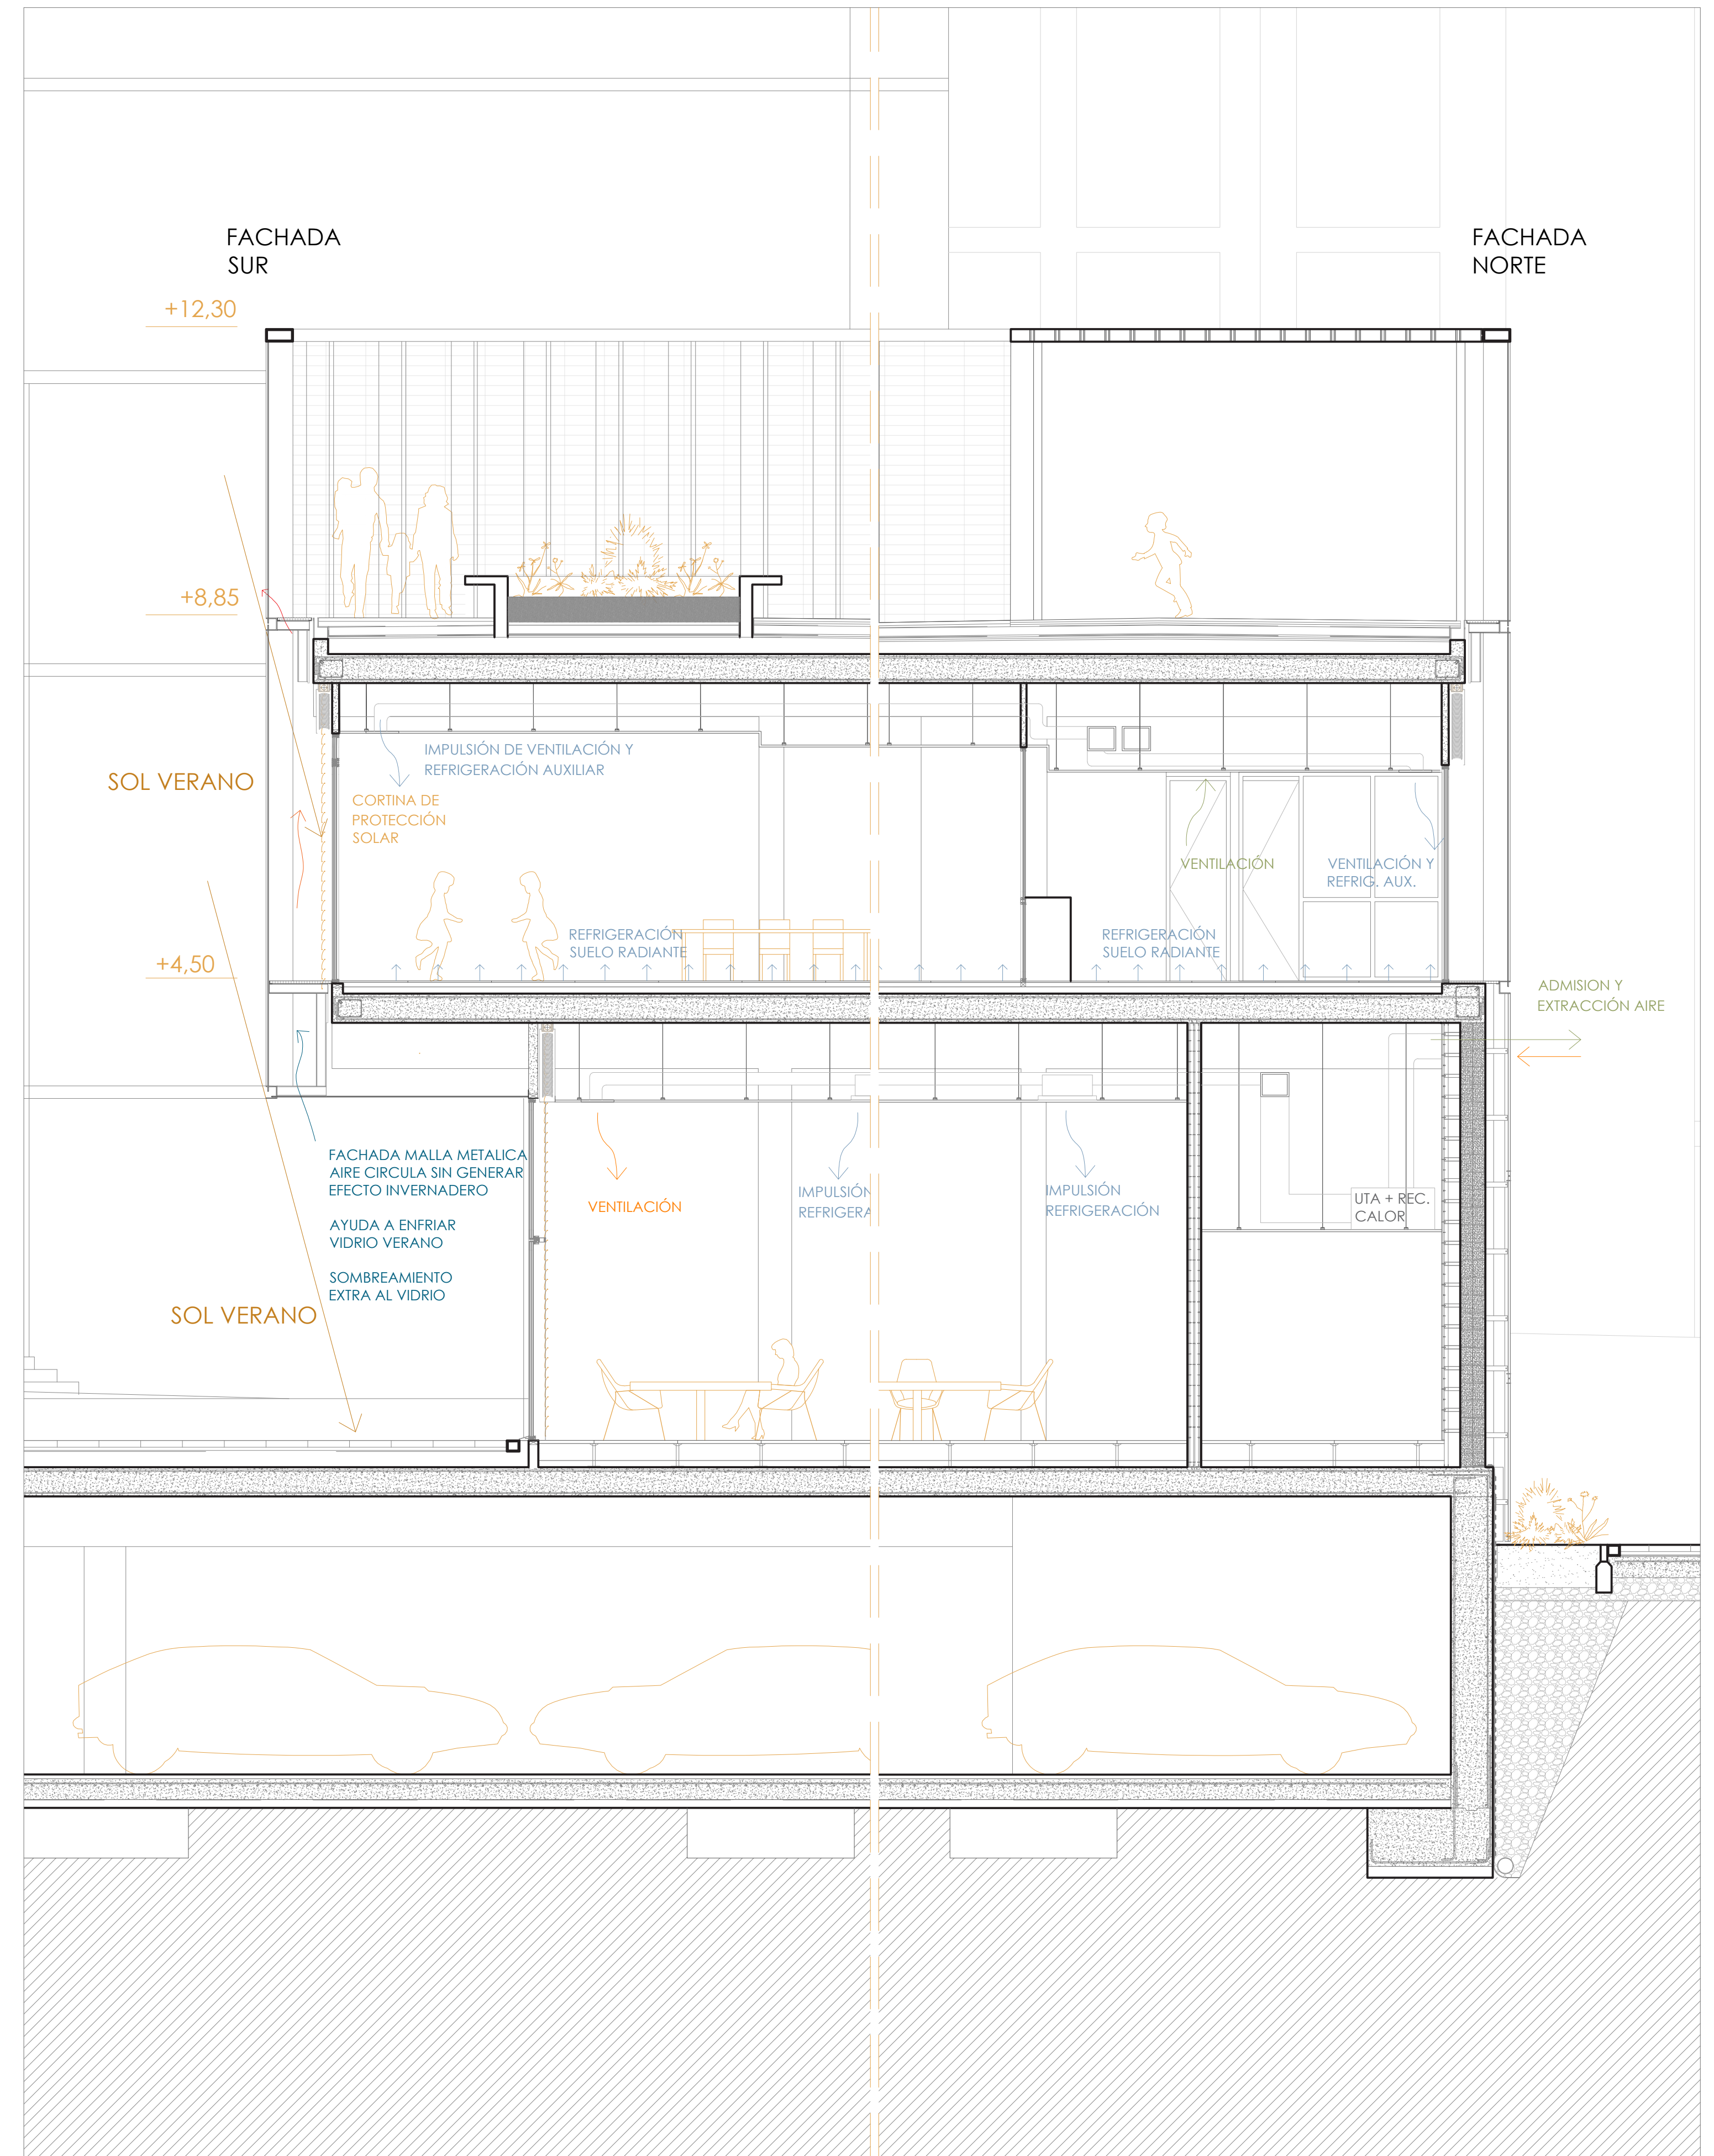 FACHADA
SUR
FACHADA
NORTE
+12,30
+8,85
IMPULSIÓN DE VENTILACIÓN Y
REFRIGERACIÓN AUXILIAR
SOL VERANO
CORTINA DE
PROTECCIÓN
SOLAR
VENTILACIÓN
VENTILACIÓN Y
REFRIG. AUX.
REFRIGERACIÓN
SUELO RADIANTE
REFRIGERACIÓN
SUELO RADIANTE
+4,50
ADMISION Y
EXTRACCIÓN AIRE
FACHADA MALLA METALICA
AIRE CIRCULA SIN GENERAR
EFECTO INVERNADERO
AYUDA A ENFRIAR
VIDRIO VERANO
SOMBREAMIENTO
EXTRA AL VIDRIO
VENTILACIÓN
IMPULSIÓN
REFRIGERA
IMPULSIÓN
REFRIGERACIÓN
UTA + REC.
CALOR
SOL VERANO